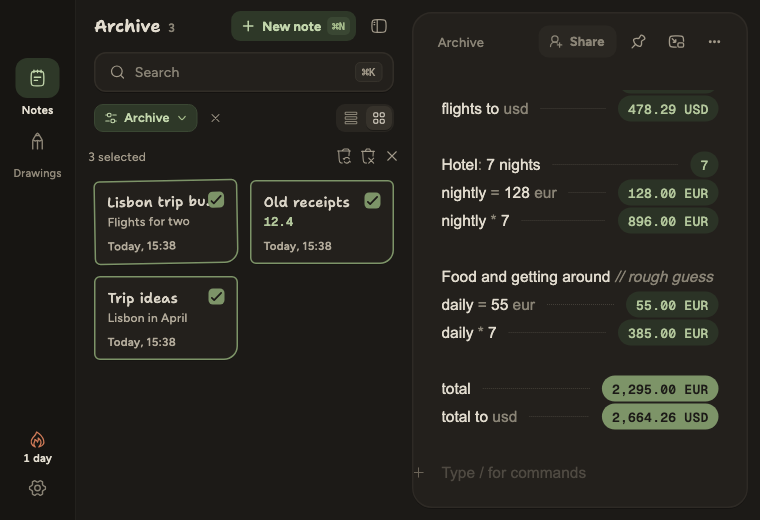 Notes
Drawings
1 day
Archive 3
+ New note ⌘N
Search ⌘K
Archive
3 selected
Lisbon trip bu..
Flights for two
Today, 15:38
Old receipts
12.4
Today, 15:38
Trip ideas
Lisbon in April
Today, 15:38
Archive
Share
flights to usd 478.29 USD
Hotel: 7 nights 7
nightly = 128 eur 128.00 EUR
nightly * 7 896.00 EUR
Food and getting around // rough guess
daily = 55 eur 55.00 EUR
daily * 7 385.00 EUR
total 2,295.00 EUR
total to usd 2,664.26 USD
+ Type / for commands